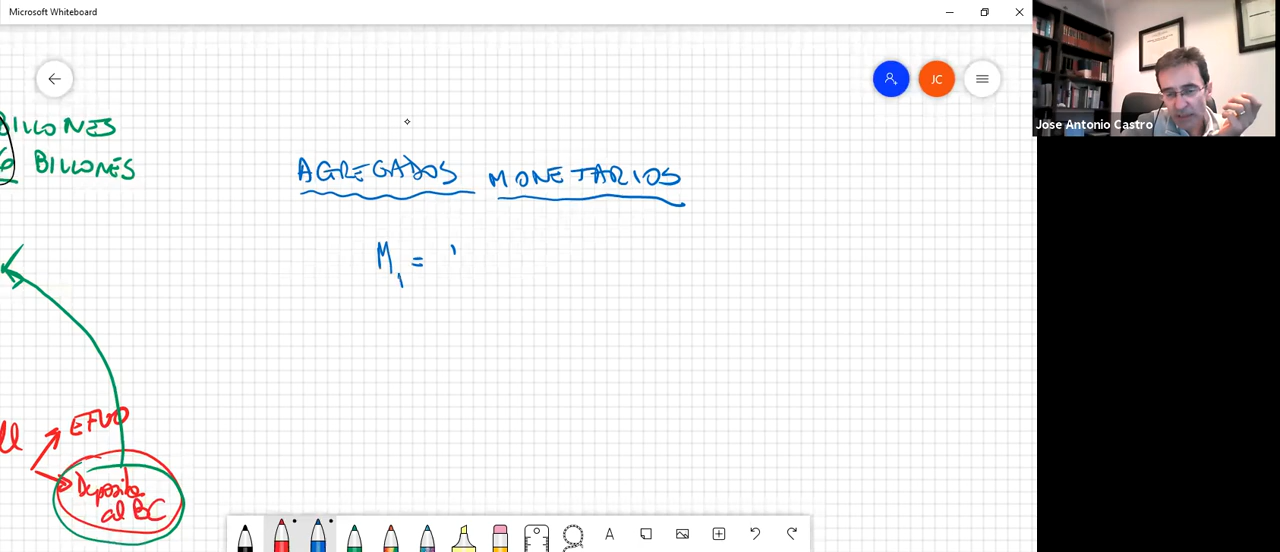 Microsoft Whiteboard
JC
Jose Antonio Castro
BILLONES
BILLONES
AGREGADOS MONETARIOS
M1 =
EFVO
Deposito
al BC
A